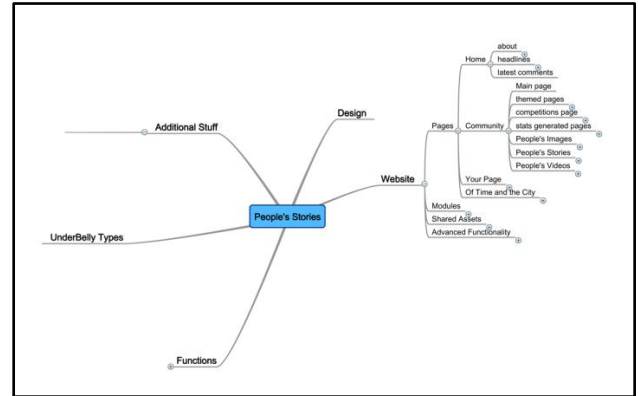 about
Home
headlines
latest comments
Design
Main page
themed pages
competitions page
Additional Stuff
Pages
Community
stats generated pages
People's Images
People's Stories
People's Videos
Website
Your Page
Of Time and the City
People's Stories
Modules
Shared Assets
Advanced Functionality
UnderBelly Types
Functions